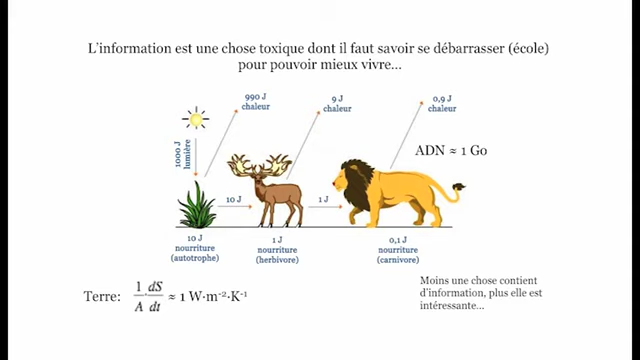 L'information est une chose toxique dont il faut savoir se débarrasser (école)
pour pouvoir mieux vivre...
990 J
chaleur
9 J
chaleur
0,9 J
chaleur
1000 J
lumière
ADN ≈ 1 Go
10 J
1 J
10 J
nourriture
(autotrophe)
1 J
nourriture
(herbivore)
0,1 J
nourriture
(carnivore)
Terre: 1/A · dS/dt ≈ 1 W·m⁻²·K⁻¹
Moins une chose contient
d'information, plus elle est
intéressante...